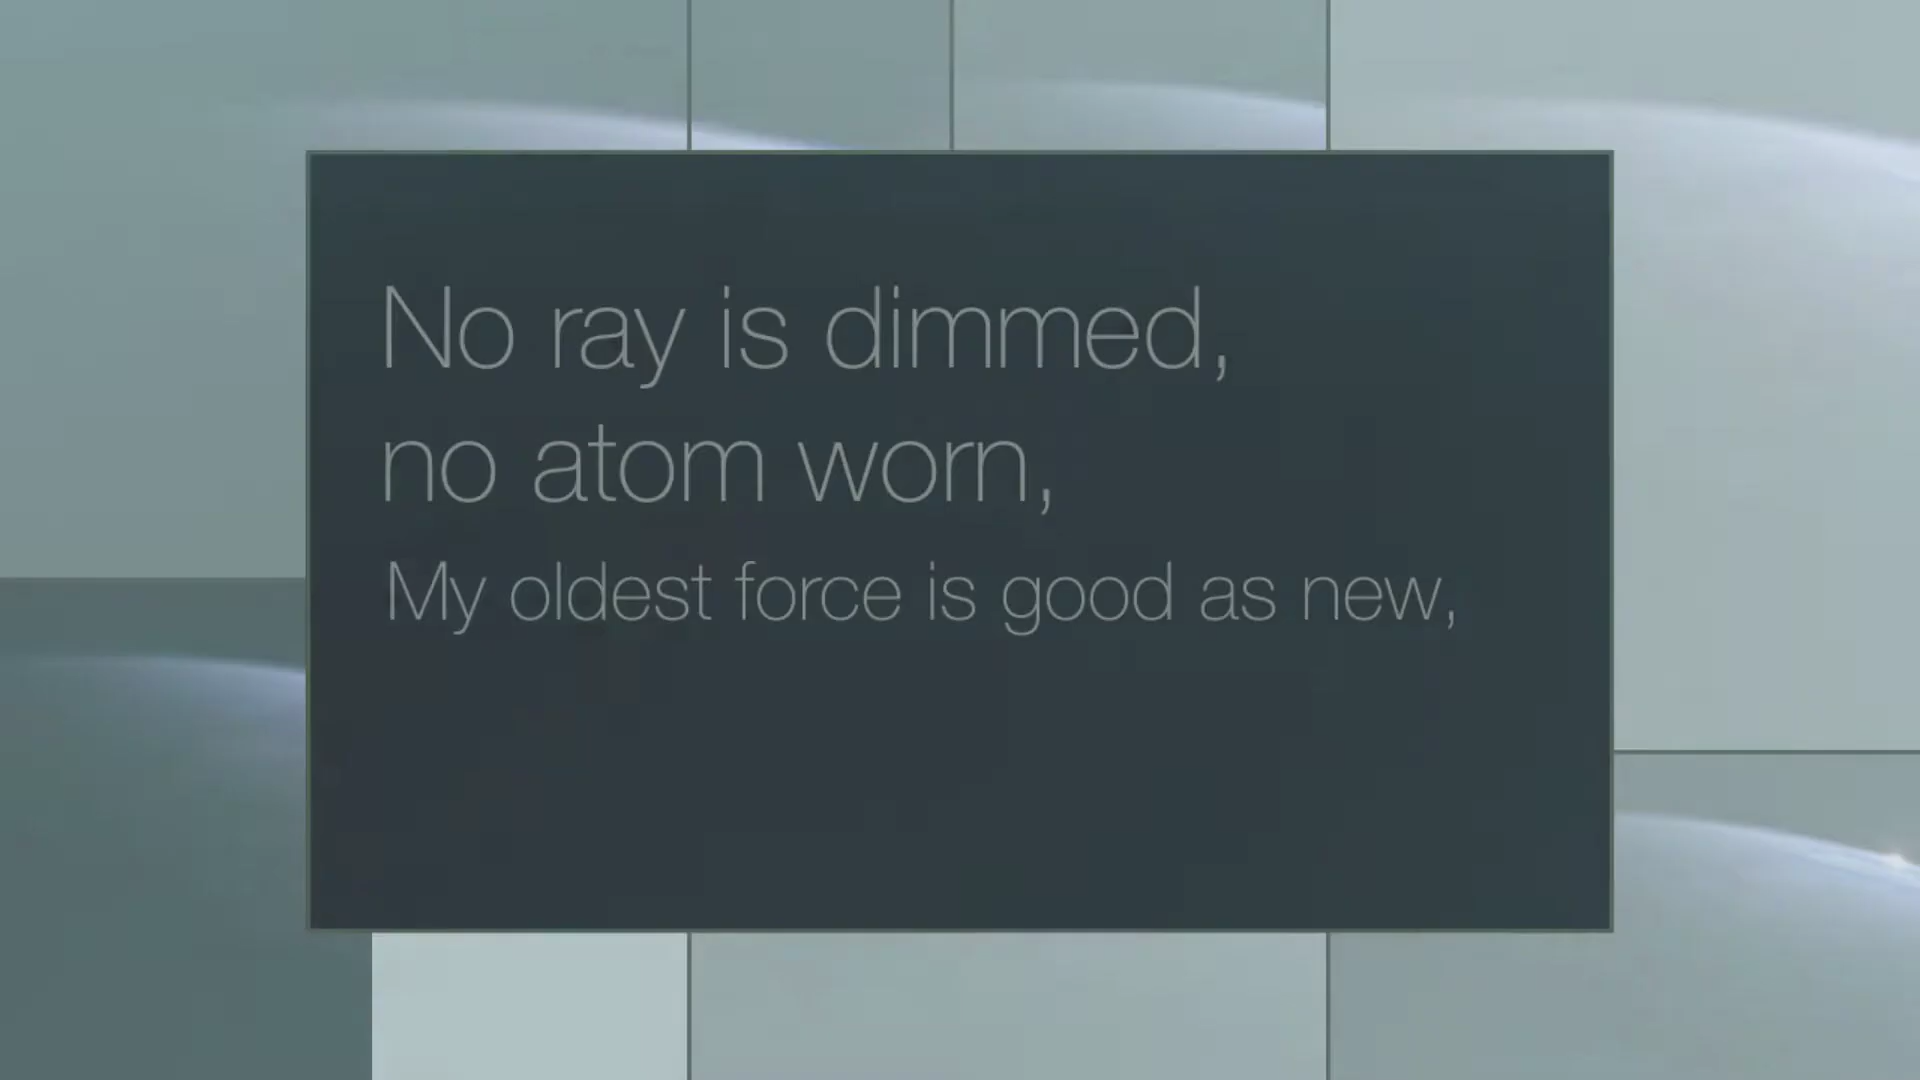 No ray is dimmed,
no atom worn,
My oldest force is good as new,